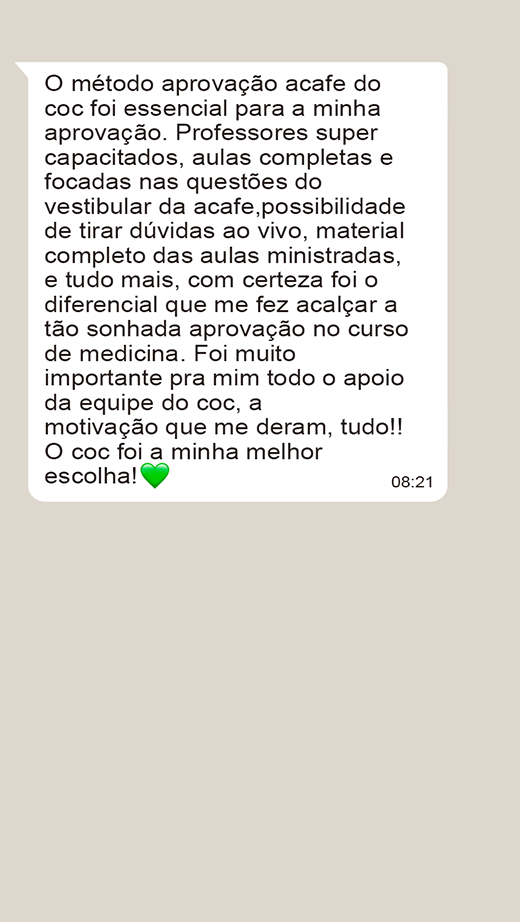 O método aprovação acafe do
coc foi essencial para a minha
aprovação. Professores super
capacitados, aulas completas e
focadas nas questões do
vestibular da acafe,possibilidade
de tirar dúvidas ao vivo, material
completo das aulas ministradas,
e tudo mais, com certeza foi o
diferencial que me fez acalçar a
tão sonhada aprovação no curso
de medicina. Foi muito
importante pra mim todo o apoio
da equipe do coc, a
motivação que me deram, tudo!!
O coc foi a minha melhor
escolha!💚
08:21